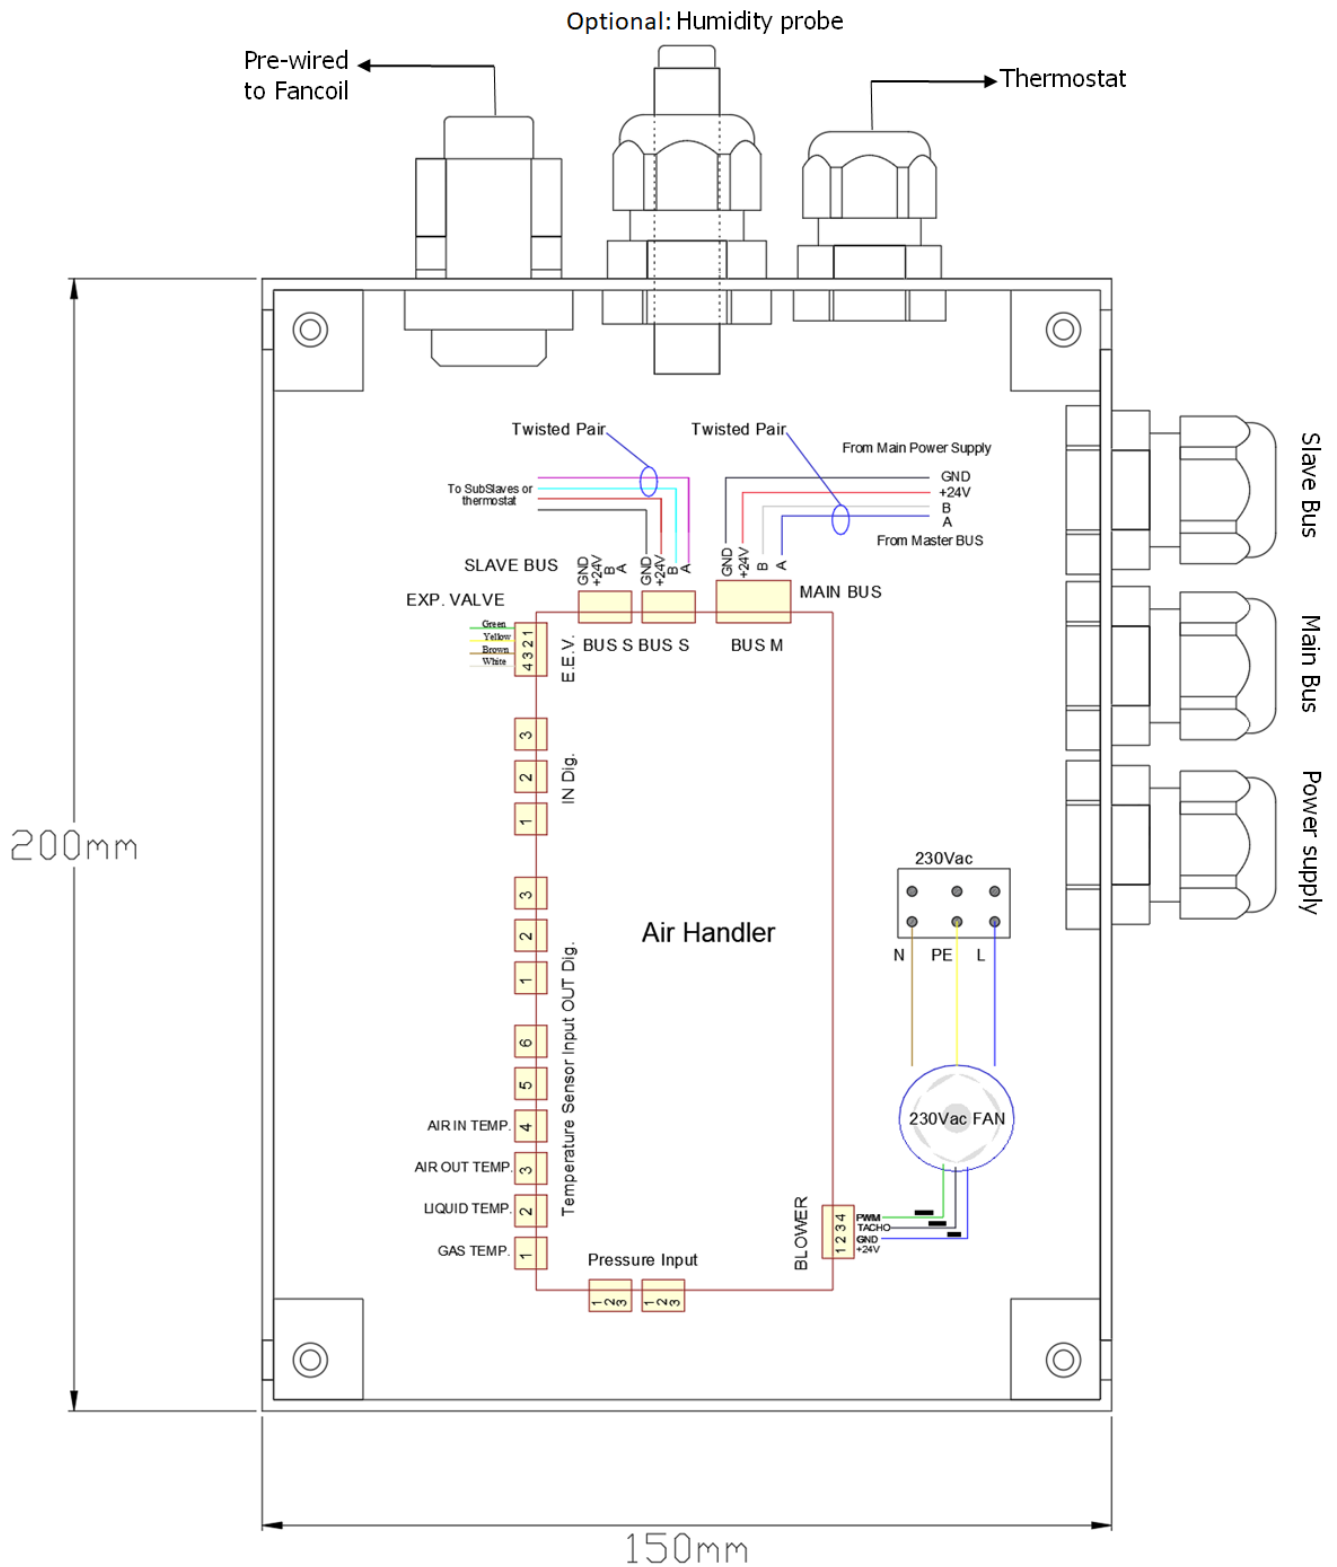 Optional: Humidity probe
Pre-wired
to Fancoil
Thermostat
Twisted Pair
Twisted Pair
From Main Power Supply
GND
+24V
B
A
From Master BUS
To SubSlaves or
thermostat
SLAVE BUS
GND
+24V
B
A
GND
+24V
B
A
GND
+24V
B
A
MAIN BUS
EXP. VALVE
BUS S
BUS S
BUS M
Green
Yellow
Brown
White
4 3 2 1
E.E.V.
3
2
1
IN Dig.
3
2
1
OUT Dig.
6
5
4
3
2
1
Temperature Sensor Input
AIR IN TEMP.
AIR OUT TEMP.
LIQUID TEMP.
GAS TEMP.
Air Handler
Pressure Input
1 2 3
1 2 3
230Vac
N
PE
L
230Vac FAN
BLOWER
1 2 3 4
PWM
TACHO
GND
+24V
Slave Bus
Main Bus
Power supply
200mm
150mm